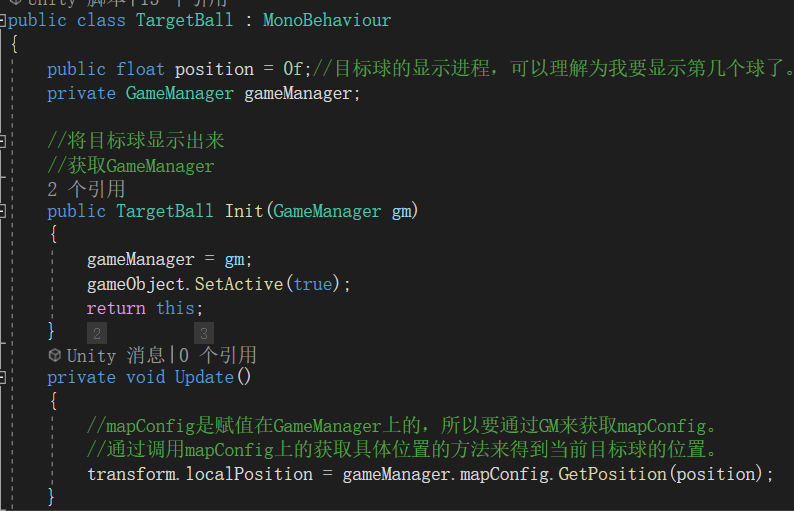 Unity 脚本|13 个引用
public class TargetBall : MonoBehaviour
{
public float position = 0f;//目标球的显示进程，可以理解为我要显示第几个球了。
private GameManager gameManager;
//将目标球显示出来
//获取GameManager
2 个引用
public TargetBall Init(GameManager gm)
{
gameManager = gm;
gameObject.SetActive(true);
return this;
}
2 3
Unity 消息|0 个引用
private void Update()
{
//mapConfig是赋值在GameManager上的，所以要通过GM来获取mapConfig。
//通过调用mapConfig上的获取具体位置的方法来得到当前目标球的位置。
transform.localPosition = gameManager.mapConfig.GetPosition(position);
}